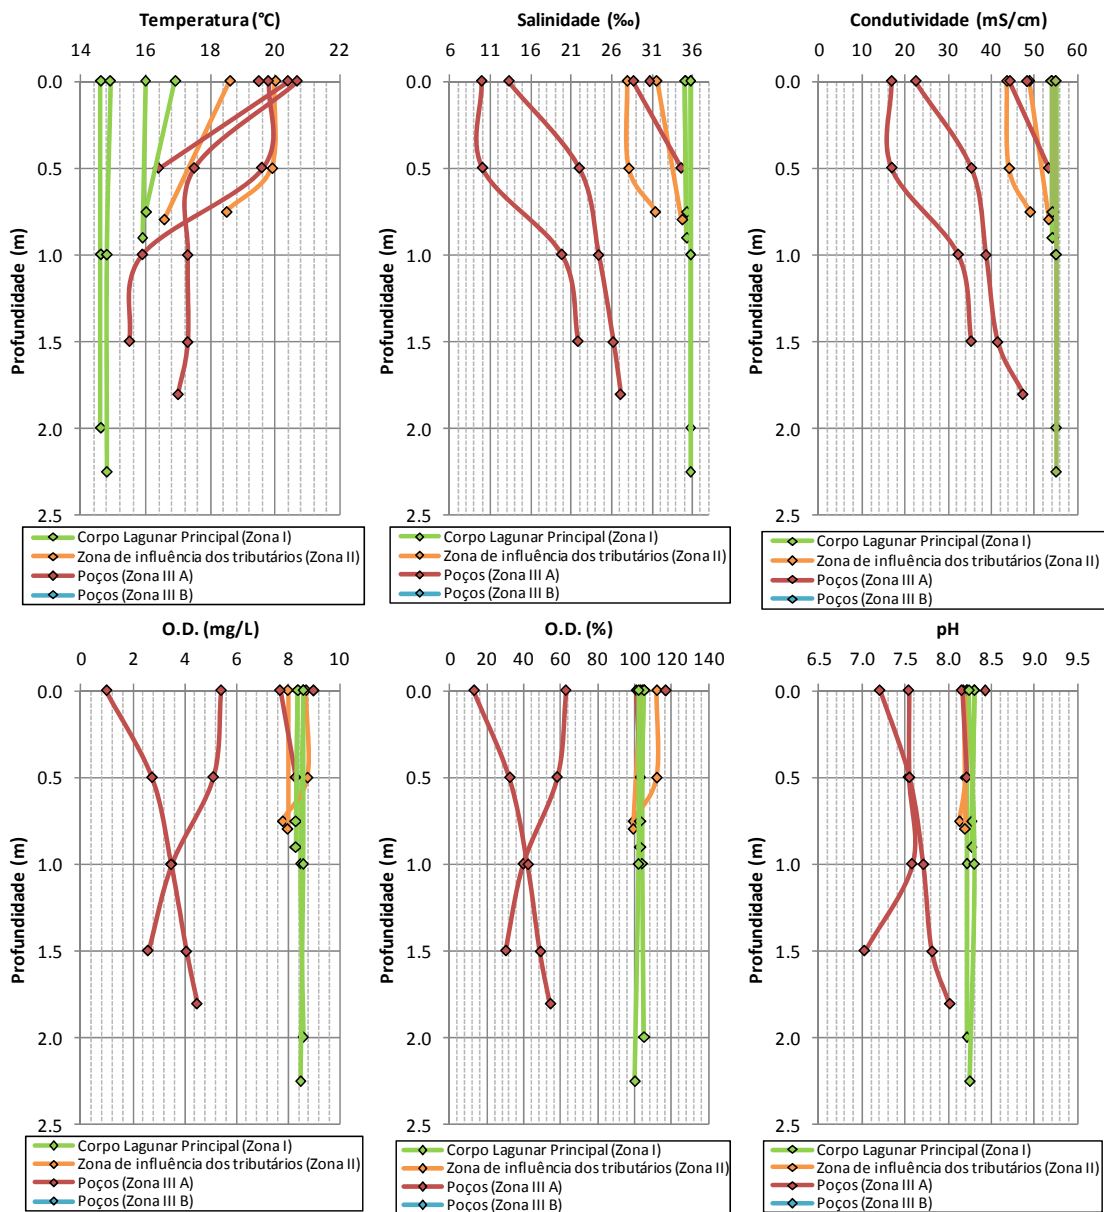 Temperatura (°C)
14 16 18 20 22
0.0
0.5
1.0
1.5
2.0
2.5
Profundidade (m)
Corpo Lagunar Principal (Zona I)
Zona de influência dos tributários (Zona II)
Poços (Zona III A)
Poços (Zona III B)
Salinidade (‰)
6 11 16 21 26 31 36
0.0
0.5
1.0
1.5
2.0
2.5
Profundidade (m)
Corpo Lagunar Principal (Zona I)
Zona de influência dos tributários (Zona II)
Poços (Zona III A)
Poços (Zona III B)
Condutividade (mS/cm)
0 10 20 30 40 50 60
0.0
0.5
1.0
1.5
2.0
2.5
Profundidade (m)
Corpo Lagunar Principal (Zona I)
Zona de influência dos tributários (Zona II)
Poços (Zona III A)
Poços (Zona III B)
O.D. (mg/L)
0 2 4 6 8 10
0.0
0.5
1.0
1.5
2.0
2.5
Profundidade (m)
Corpo Lagunar Principal (Zona I)
Zona de influência dos tributários (Zona II)
Poços (Zona III A)
Poços (Zona III B)
O.D. (%)
0 20 40 60 80 100 120 140
0.0
0.5
1.0
1.5
2.0
2.5
Profundidade (m)
Corpo Lagunar Principal (Zona I)
Zona de influência dos tributários (Zona II)
Poços (Zona III A)
Poços (Zona III B)
pH
6.5 7.0 7.5 8.0 8.5 9.0 9.5
0.0
0.5
1.0
1.5
2.0
2.5
Profundidade (m)
Corpo Lagunar Principal (Zona I)
Zona de influência dos tributários (Zona II)
Poços (Zona III A)
Poços (Zona III B)